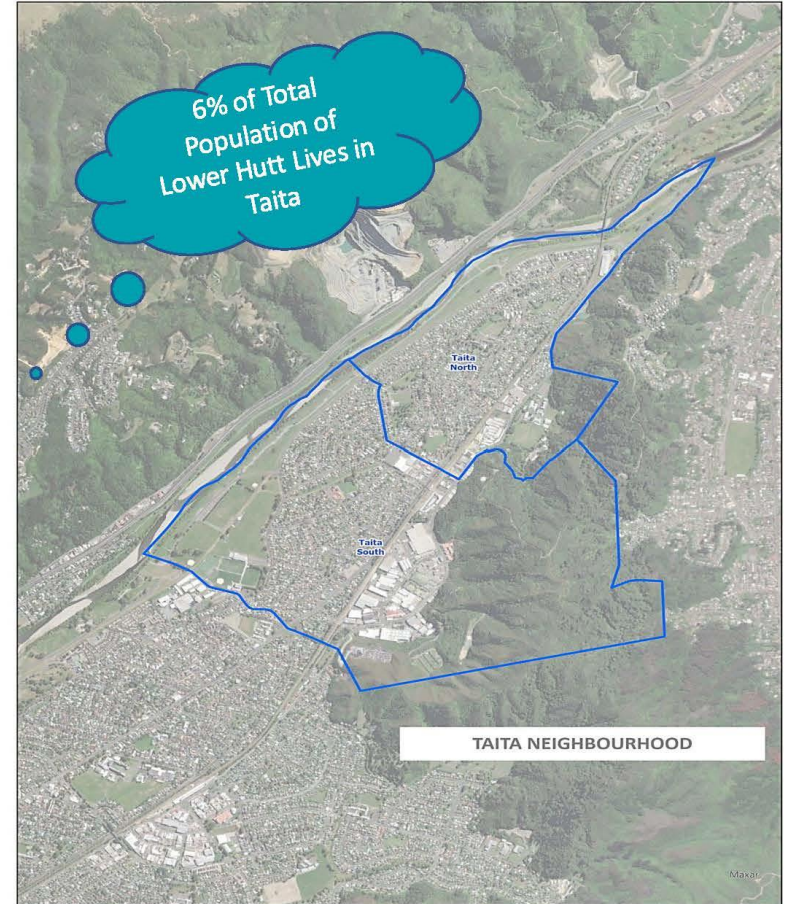 6% of Total
Population of
Lower Hutt Lives in
Taita
Taita
North
Taita
South
TAITA NEIGHBOURHOOD
Maxar